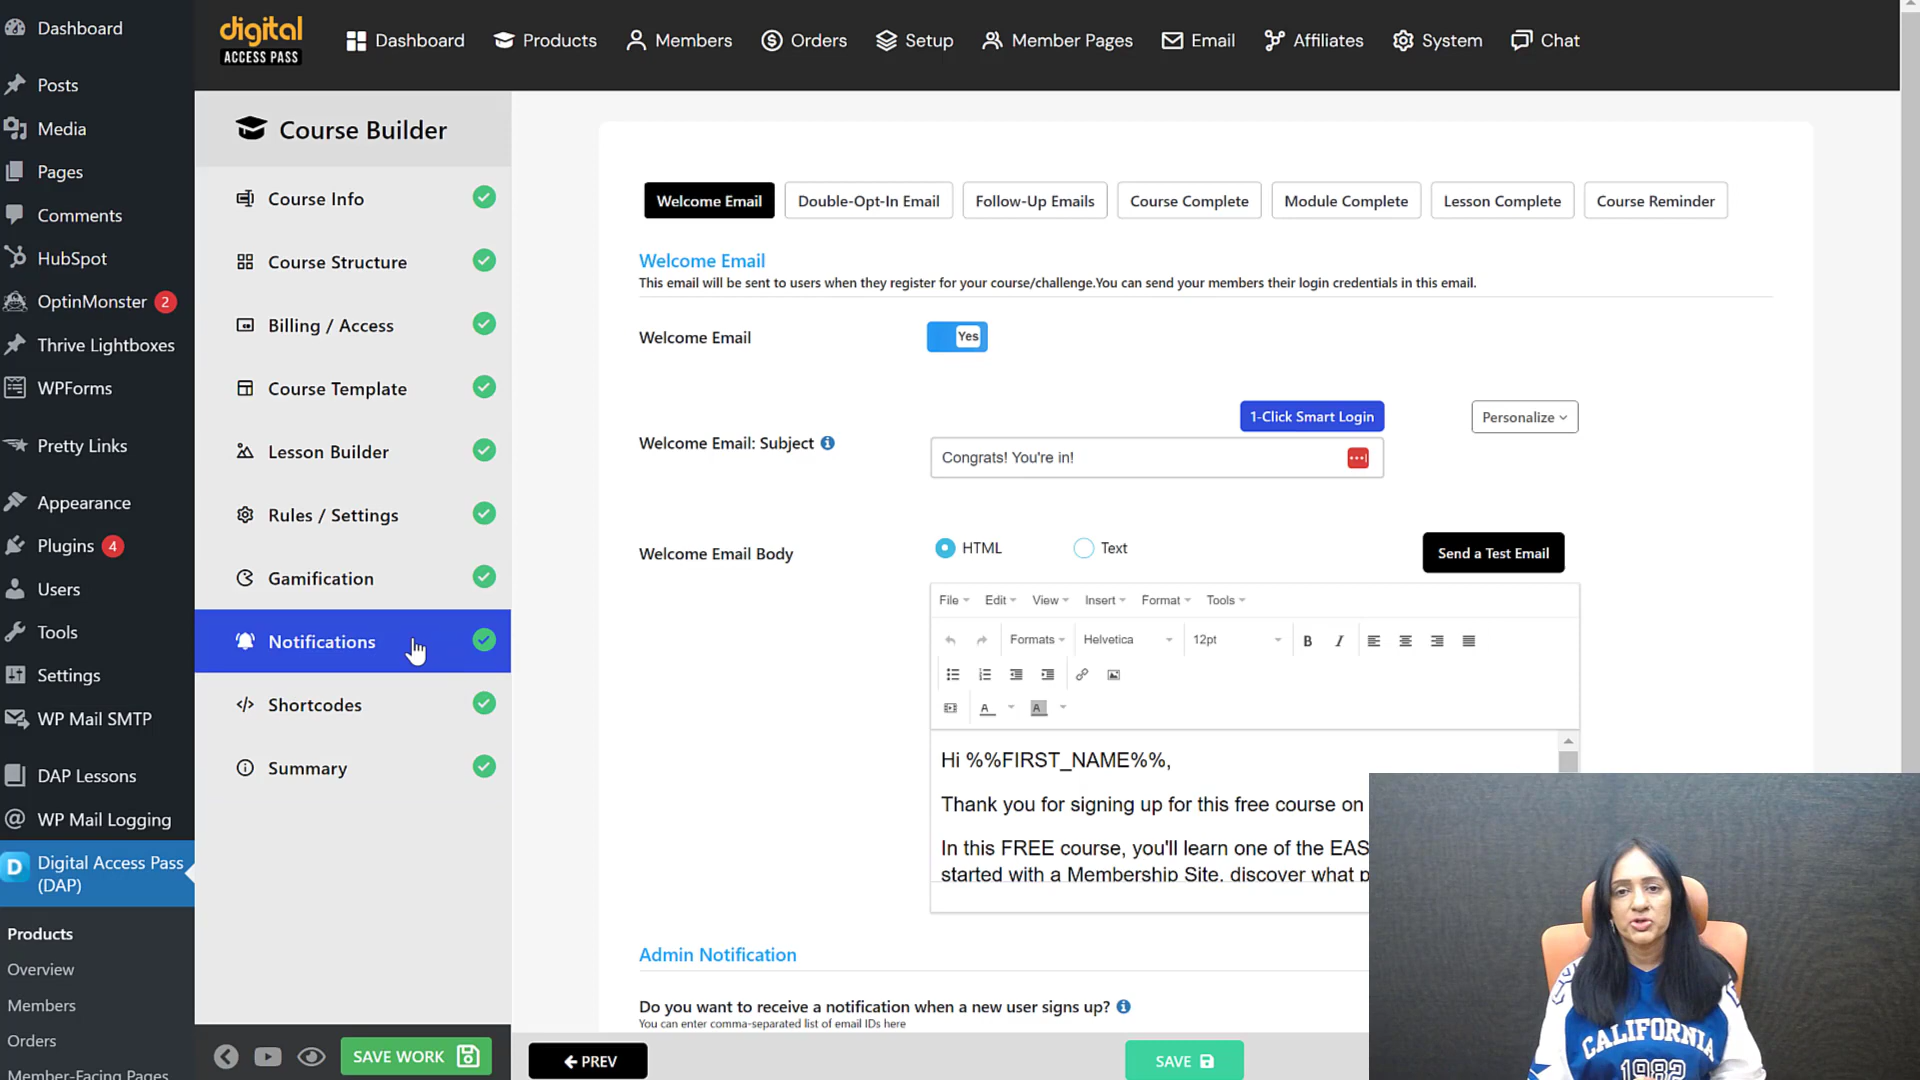 Dashboard
Posts
Media
Pages
Comments
HubSpot
OptinMonster 2
Thrive Lightboxes
WPForms
Pretty Links
Appearance
Plugins 4
Users
Tools
Settings
WP Mail SMTP
DAP Lessons
WP Mail Logging
D Digital Access Pass
(DAP)
Products
Overview
Members
Orders
Member-Facing Pages
digital
ACCESS PASS
Dashboard
Products
Members
Orders
Setup
Member Pages
Email
Affiliates
System
Chat
Course Builder
Course Info
Course Structure
Billing / Access
Course Template
Lesson Builder
Rules / Settings
Gamification
Notifications
Shortcodes
Summary
SAVE WORK
Welcome Email
Double-Opt-In Email
Follow-Up Emails
Course Complete
Module Complete
Lesson Complete
Course Reminder
Welcome Email
This email will be sent to users when they register for your course/challenge.You can send your members their login credentials in this email.
Welcome Email
Yes
1-Click Smart Login
Personalize
Welcome Email: Subject
Congrats! You're in!
Welcome Email Body
HTML
Text
Send a Test Email
File
Edit
View
Insert
Format
Tools
Formats
Helvetica
12pt
B
I
A
A
Hi %%FIRST_NAME%%,
Thank you for signing up for this free course on
In this FREE course, you'll learn one of the EAS
started with a Membership Site, discover what p
Admin Notification
Do you want to receive a notification when a new user signs up?
You can enter comma-separated list of email IDs here
PREV
SAVE
CALIFORNIA
1982